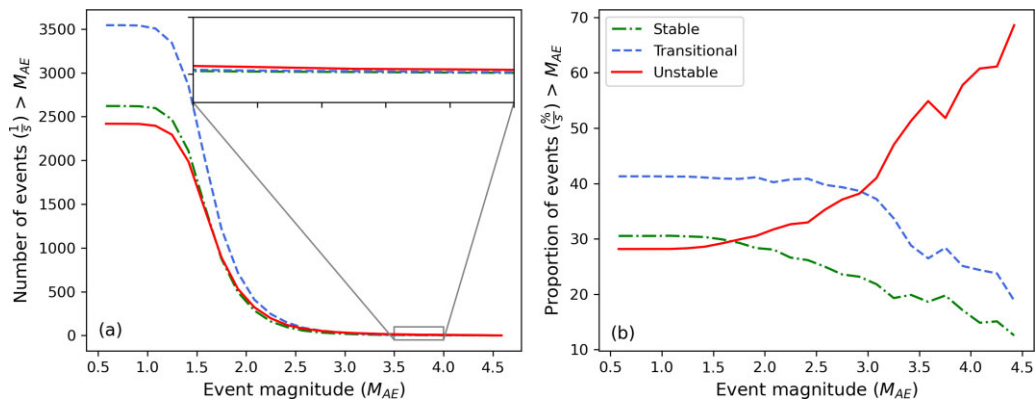 Number of events (1/s) > M_AE
3500
3000
2500
2000
1500
1000
500
0
(a)
0.5 1.0 1.5 2.0 2.5 3.0 3.5 4.0 4.5
Event magnitude (M_AE)
Proportion of events (%/s) > M_AE
70
60
50
40
30
20
10
Stable
Transitional
Unstable
(b)
0.5 1.0 1.5 2.0 2.5 3.0 3.5 4.0 4.5
Event magnitude (M_AE)